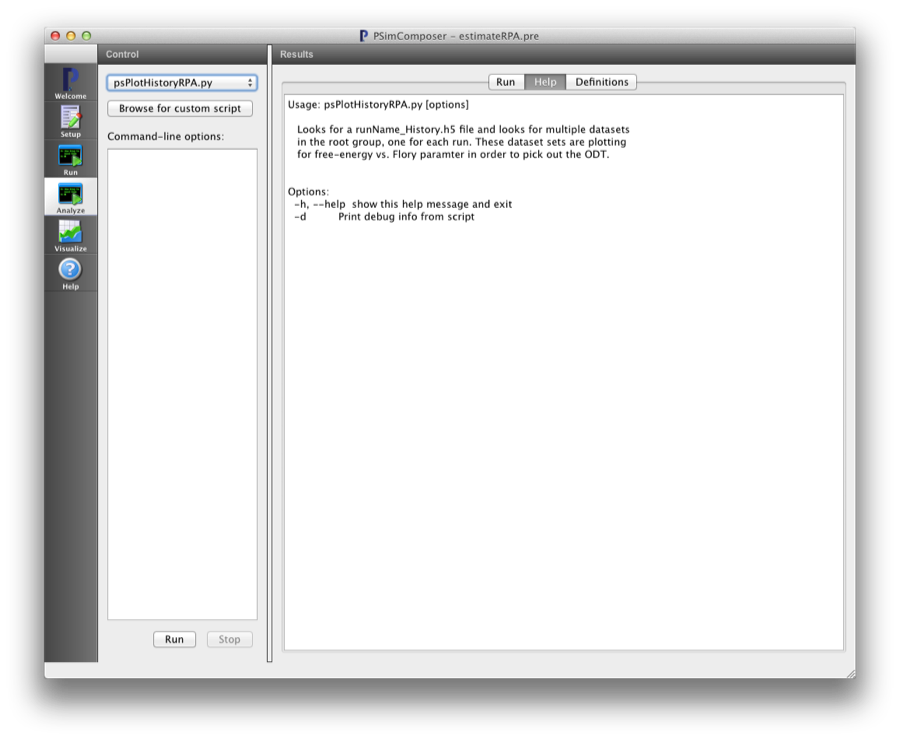 PSimComposer – estimateRPA.pre
Control
Results
psPlotHistoryRPA.py
Browse for custom script
Command-line options:
Welcome
Setup
Run
Analyze
Visualize
Help
Run
Stop
Run
Help
Definitions
Usage: psPlotHistoryRPA.py [options]
Looks for a runName_History.h5 file and looks for multiple datasets
in the root group, one for each run. These dataset sets are plotting
for free-energy vs. Flory paramter in order to pick out the ODT.
Options:
-h, --help  show this help message and exit
-d          Print debug info from script